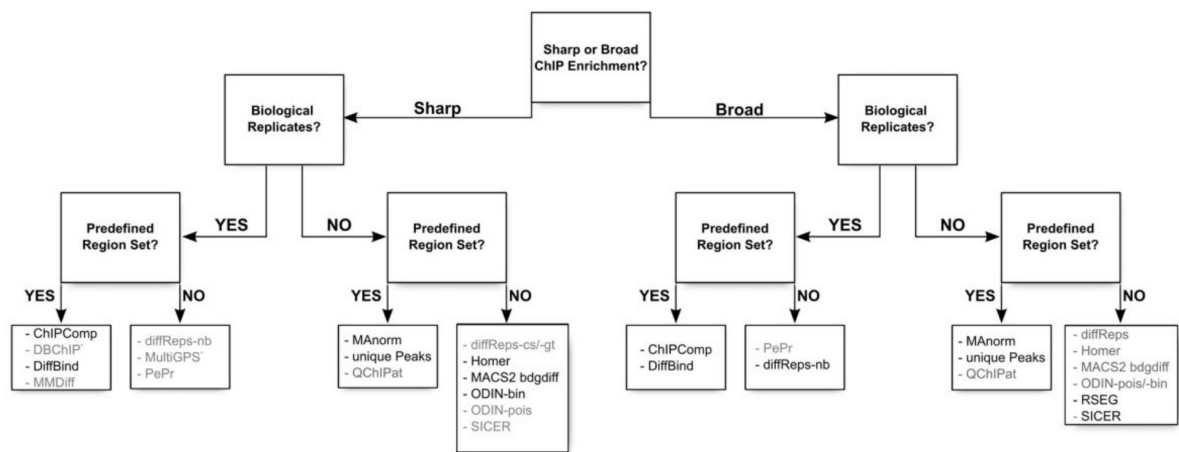 Sharp or Broad
ChIP Enrichment?
Sharp
Broad
Biological
Replicates?
Biological
Replicates?
YES
NO
YES
NO
Predefined
Region Set?
Predefined
Region Set?
Predefined
Region Set?
Predefined
Region Set?
YES
NO
YES
NO
YES
NO
YES
NO
- ChIPComp
- DBChIP*
- DiffBind
- MMDiff
- diffReps-nb
- MultiGPS*
- PePr
- MAnorm
- unique Peaks
- QChIPat
- diffReps-cs/-gt
- Homer
- MACS2 bdgdiff
- ODIN-bin
- ODIN-pois
- SICER
- ChIPComp
- DiffBind
- PePr
- diffReps-nb
- MAnorm
- unique Peaks
- QChIPat
- diffReps
- Homer
- MACS2 bdgdiff
- ODIN-pois/-bin
- RSEG
- SICER